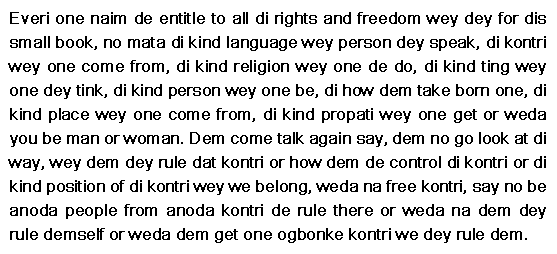 Everi one naim de entitle to all di rights and freedom wey dey for dis
small book, no mata di kind language wey person dey speak, di kontri
wey one come from, di kind religion wey one de do, di kind ting wey
one dey tink, di kind person wey one be, di how dem take born one, di
kind place wey one come from, di kind propati wey one get or weda
you be man or woman. Dem come talk again say, dem no go look at di
way, wey dem dey rule dat kontri or how dem de control di kontri or di
kind position of di kontri wey we belong, weda na free kontri, say no be
anoda people from anoda kontri de rule there or weda na dem dey
rule demself or weda dem get one ogbonke kontri we dey rule dem.